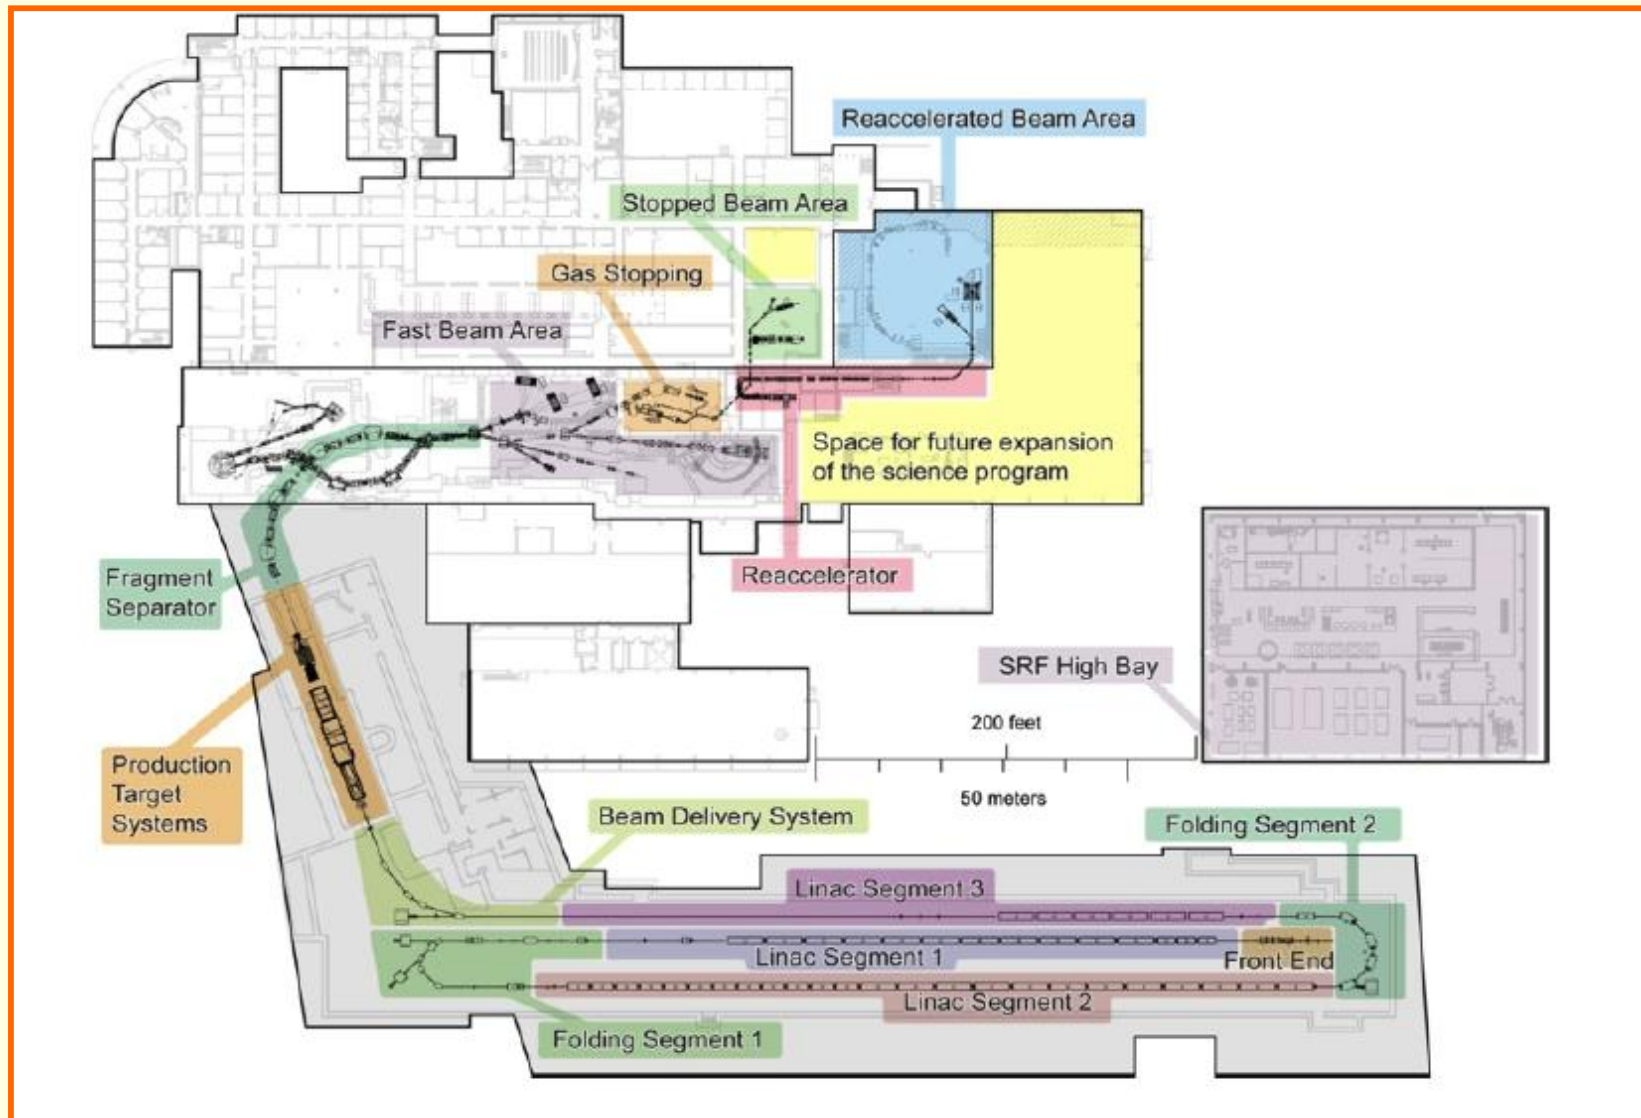 Reaccelerated Beam Area
Stopped Beam Area
Gas Stopping
Fast Beam Area
Space for future expansion
of the science program
Fragment
Separator
Reaccelerator
SRF High Bay
200 feet
50 meters
Production
Target
Systems
Beam Delivery System
Folding Segment 2
Linac Segment 3
Linac Segment 1
Front End
Linac Segment 2
Folding Segment 1